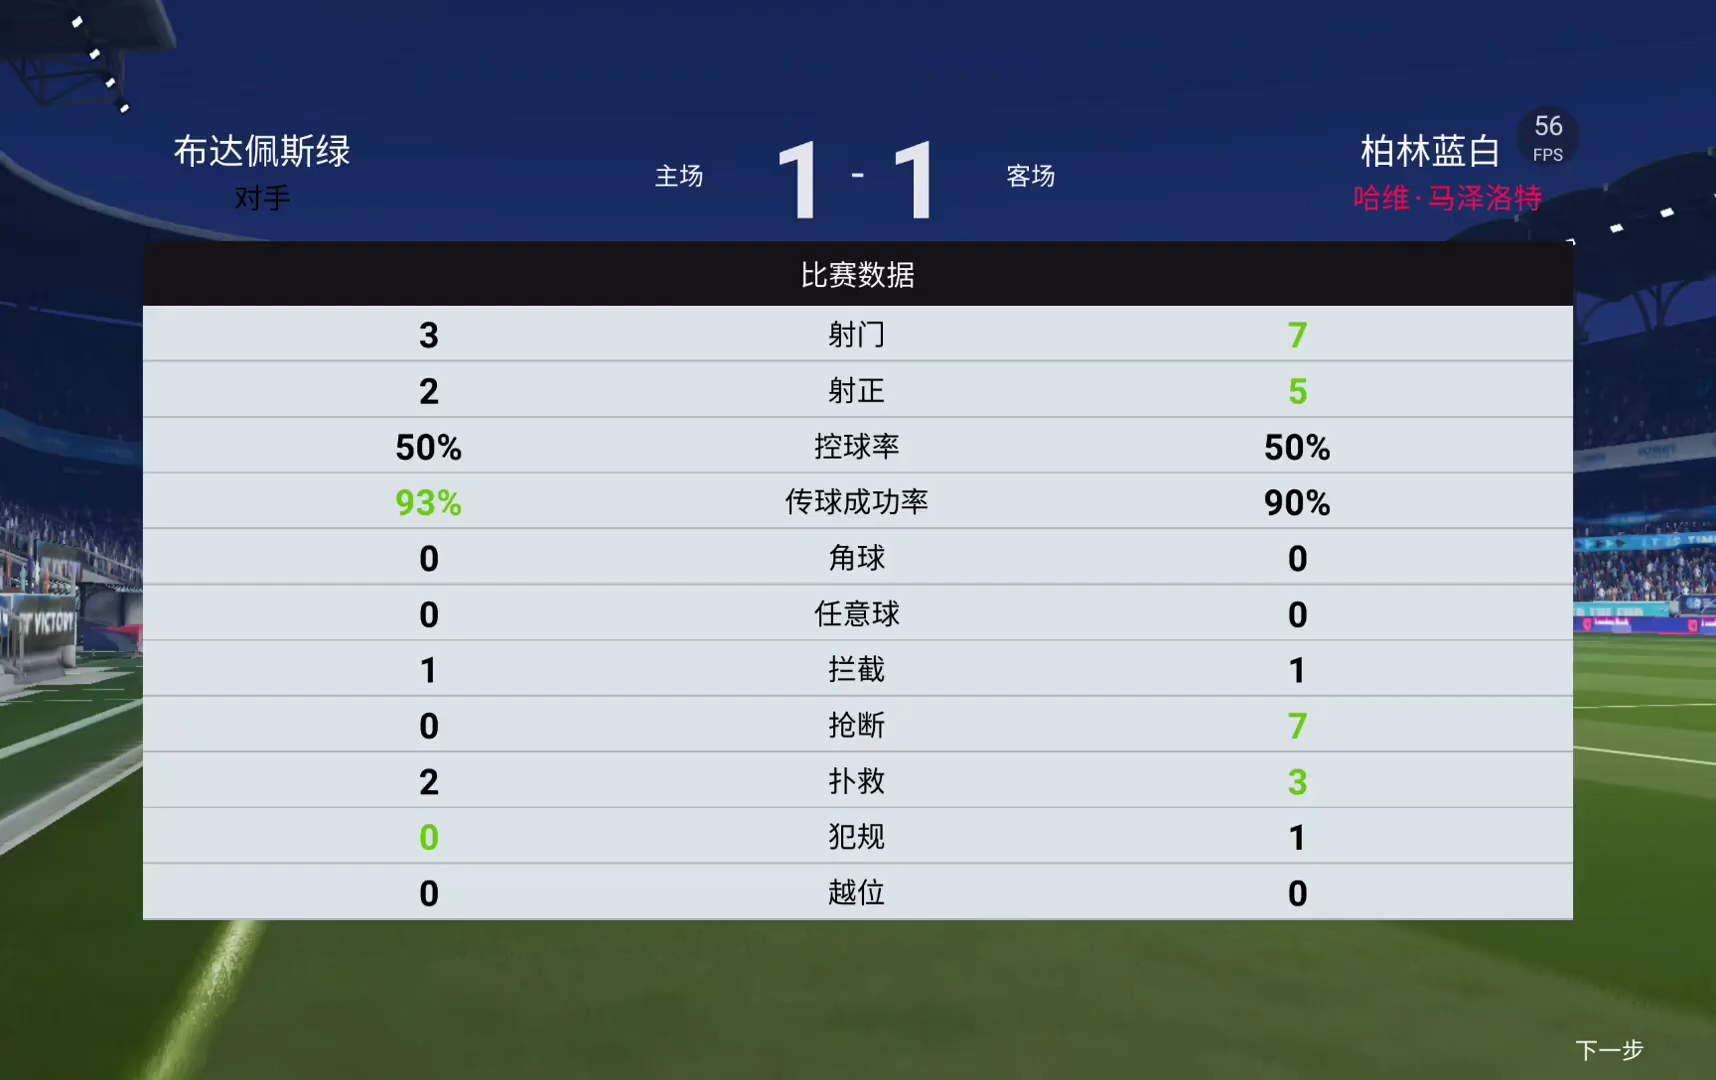 布达佩斯绿
对手
主场
1 - 1
客场
柏林蓝白
哈维·马泽洛特
56
FPS
比赛数据
3 射门 7
2 射正 5
50% 控球率 50%
93% 传球成功率 90%
0 角球 0
0 任意球 0
1 拦截 1
0 抢断 7
2 扑救 3
0 犯规 1
0 越位 0
VICTORY
下一步